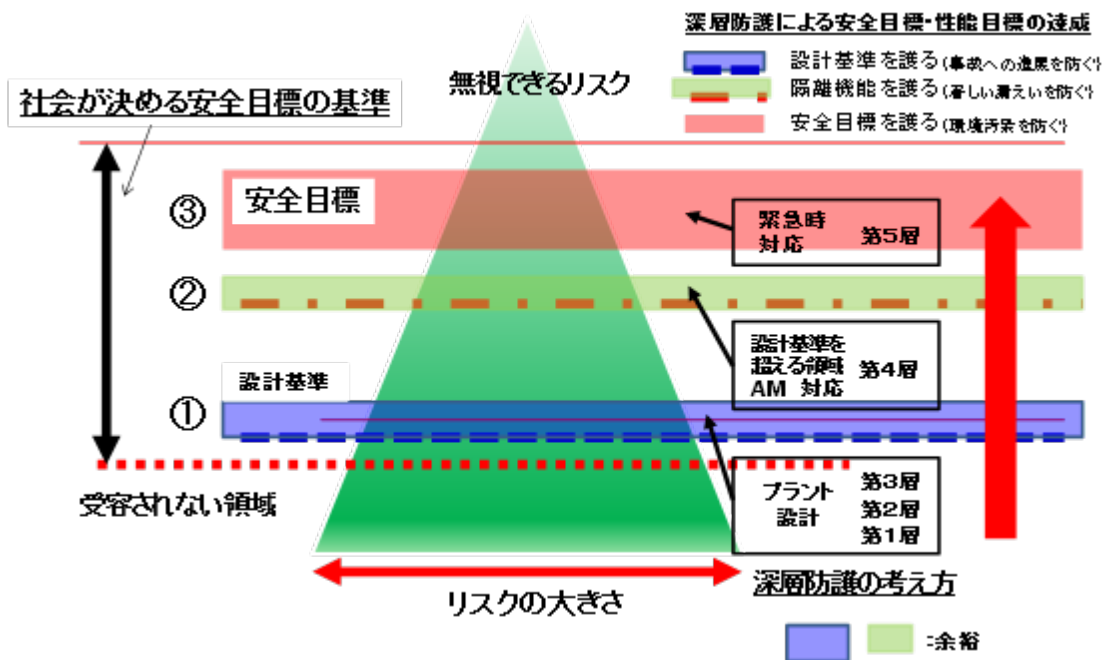 深層防護による安全目標・性能目標の達成
設計基準を護る(事故への進展を防ぐ)
隔離機能を護る(著しい漏えいを防ぐ)
安全目標を護る(環境汚染を防ぐ)
無視できるリスク
社会が決める安全目標の基準
③
安全目標
緊急時
対応
第5層
②
設計基準を
超える領域
AM 対応
第4層
設計基準
①
受容されない領域
プラント
設計
第3層
第2層
第1層
リスクの大きさ
深層防護の考え方
:余裕